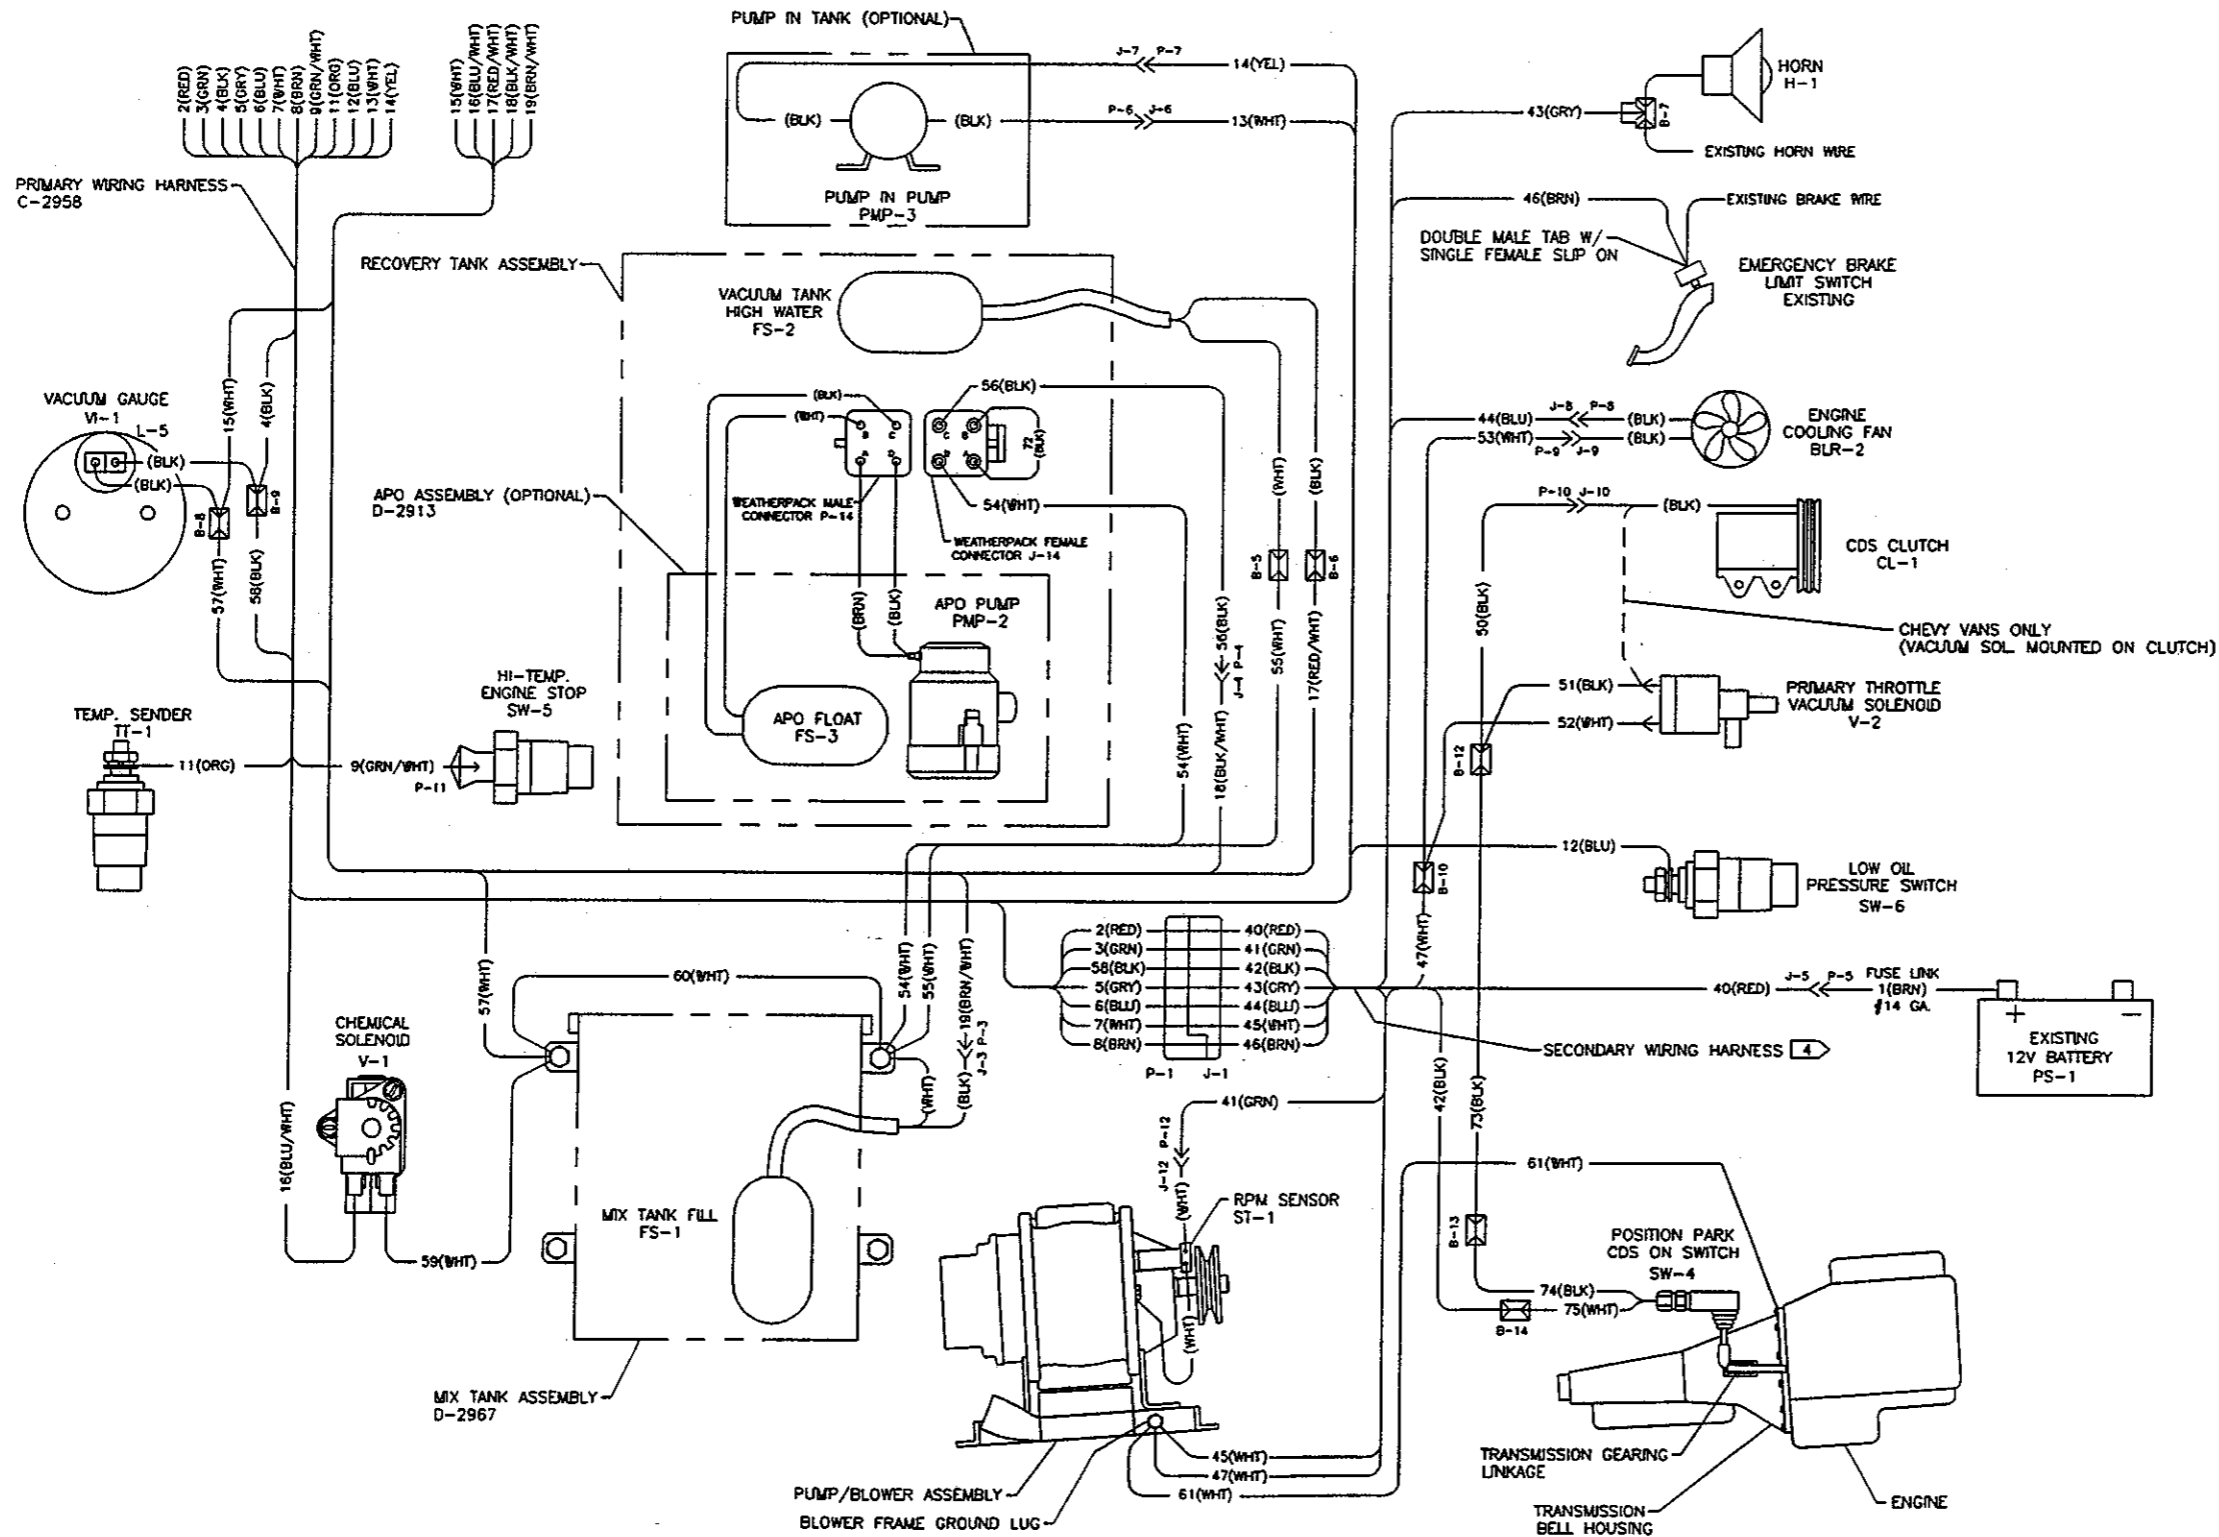 PUMP IN TANK (OPTIONAL)
2(RED)
3(GRN)
4(BLK)
5(GRY)
6(BLU)
7(WHT)
8(BRN)
9(GRN/WHT)
11(ORG)
12(BLU)
13(WHT)
14(YEL)
15(WHT)
16(BLU/WHT)
17(RED/WHT)
18(BLK/WHT)
19(BRN/WHT)
PRIMARY WIRING HARNESS
C-2958
J-7 P-7
14(YEL)
(BLK)
(BLK)
P-6 J-6
13(WHT)
PUMP IN PUMP
PMP-3
HORN
H-1
43(GRY)
B-7
EXISTING HORN WIRE
46(BRN)
EXISTING BRAKE WIRE
DOUBLE MALE TAB W/
SINGLE FEMALE SLIP ON
EMERGENCY BRAKE
LIMIT SWITCH
EXISTING
RECOVERY TANK ASSEMBLY
VACUUM TANK
HIGH WATER
FS-2
VACUUM GAUGE
VI-1
L-5
(BLK)
(BLK)
15(WHT)
4(BLK)
B-8
B-9
57(WHT)
58(BLK)
APO ASSEMBLY (OPTIONAL)
D-2913
(BLK)
(WHT)
B
C
A
D
56(BLK)
C
B
D
A
72
(BLK)
WEATHERPACK MALE
CONNECTOR P-14
54(WHT)
WEATHERPACK FEMALE
CONNECTOR J-14
(WHT)
(BLK)
B-5
B-6
44(BLU)
J-8 P-8
(BLK)
53(WHT)
P-9 J-9
(BLK)
ENGINE
COOLING FAN
BLR-2
P-10 J-10
(BLK)
CDS CLUTCH
CL-1
50(BLK)
CHEVY VANS ONLY
(VACUUM SOL. MOUNTED ON CLUTCH)
(BRN)
(BLK)
APO PUMP
PMP-2
APO FLOAT
FS-3
56(BLK)
J-4 P-4
18(BLK/WHT)
54(WHT)
55(WHT)
17(RED/WHT)
51(BLK)
52(WHT)
PRIMARY THROTTLE
VACUUM SOLENOID
V-2
B-12
TEMP. SENDER
TT-1
11(ORG)
9(GRN/WHT)
P-11
HI-TEMP.
ENGINE STOP
SW-5
12(BLU)
LOW OIL
PRESSURE SWITCH
SW-6
B-10
47(WHT)
2(RED)
40(RED)
3(GRN)
41(GRN)
58(BLK)
42(BLK)
5(GRY)
43(GRY)
6(BLU)
44(BLU)
7(WHT)
45(WHT)
8(BRN)
46(BRN)
P-1
J-1
40(RED)
J-5 P-5
FUSE LINK
1(BRN)
#14 GA.
+
−
EXISTING
12V BATTERY
PS-1
SECONDARY WIRING HARNESS
4
57(WHT)
60(WHT)
54(WHT)
55(WHT)
19(BRN/WHT)
J-3 P-3
(WHT)
(BLK)
CHEMICAL
SOLENOID
V-1
16(BLU/WHT)
59(WHT)
MIX TANK FILL
FS-1
MIX TANK ASSEMBLY
D-2967
41(GRN)
J-12 P-12
(WHT)
RPM SENSOR
ST-1
(WHT)
42(BLK)
73(BLK)
61(WHT)
B-13
POSITION PARK
CDS ON SWITCH
SW-4
74(BLK)
75(WHT)
B-14
45(WHT)
47(WHT)
61(WHT)
PUMP/BLOWER ASSEMBLY
BLOWER FRAME GROUND LUG
TRANSMISSION GEARING
LINKAGE
TRANSMISSION
BELL HOUSING
ENGINE